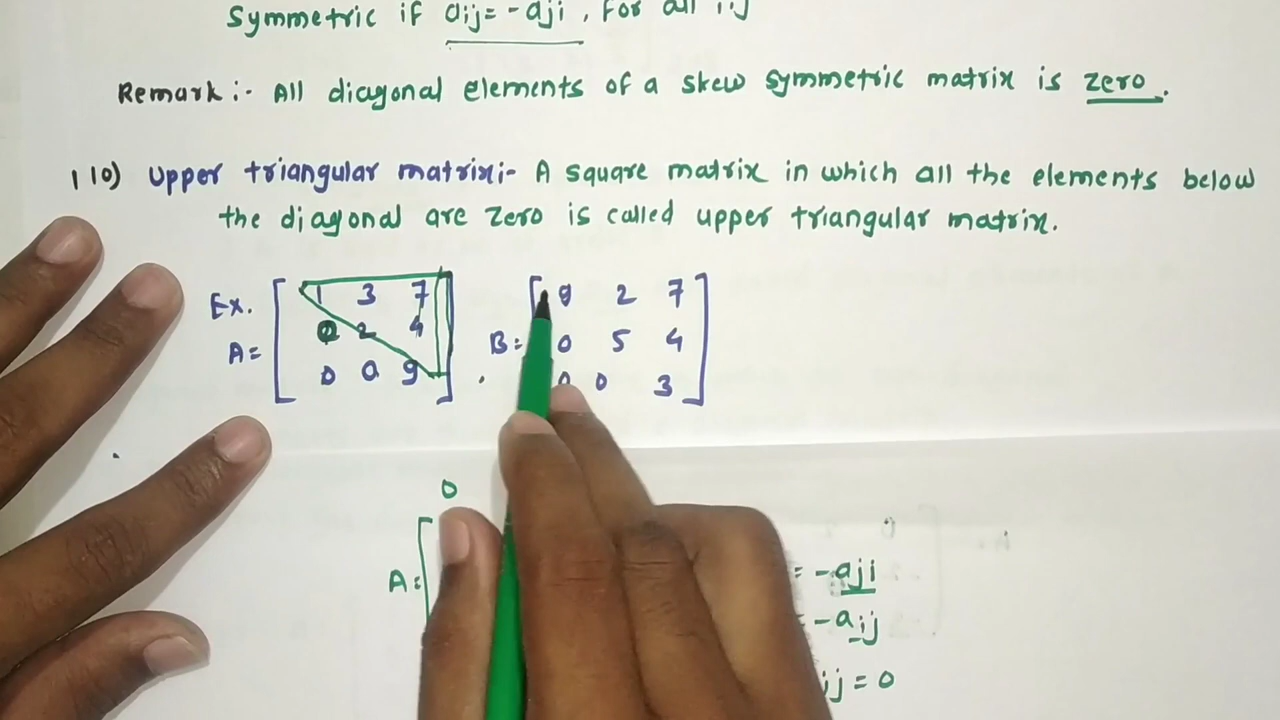 Symmetric if aij = -aji, for all i,j
Remark :- All diagonal elements of a skew symmetric matrix is zero.
110) Upper triangular matrix :- A square matrix in which all the elements below
the diagonal are zero is called upper triangular matrix.
Ex.
A = [ 1 3 7
0 2 4
0 0 9 ]
B = [ 9 2 7
0 5 4
0 0 3 ]
0
A = [
= -aji
= -aij
ij = 0